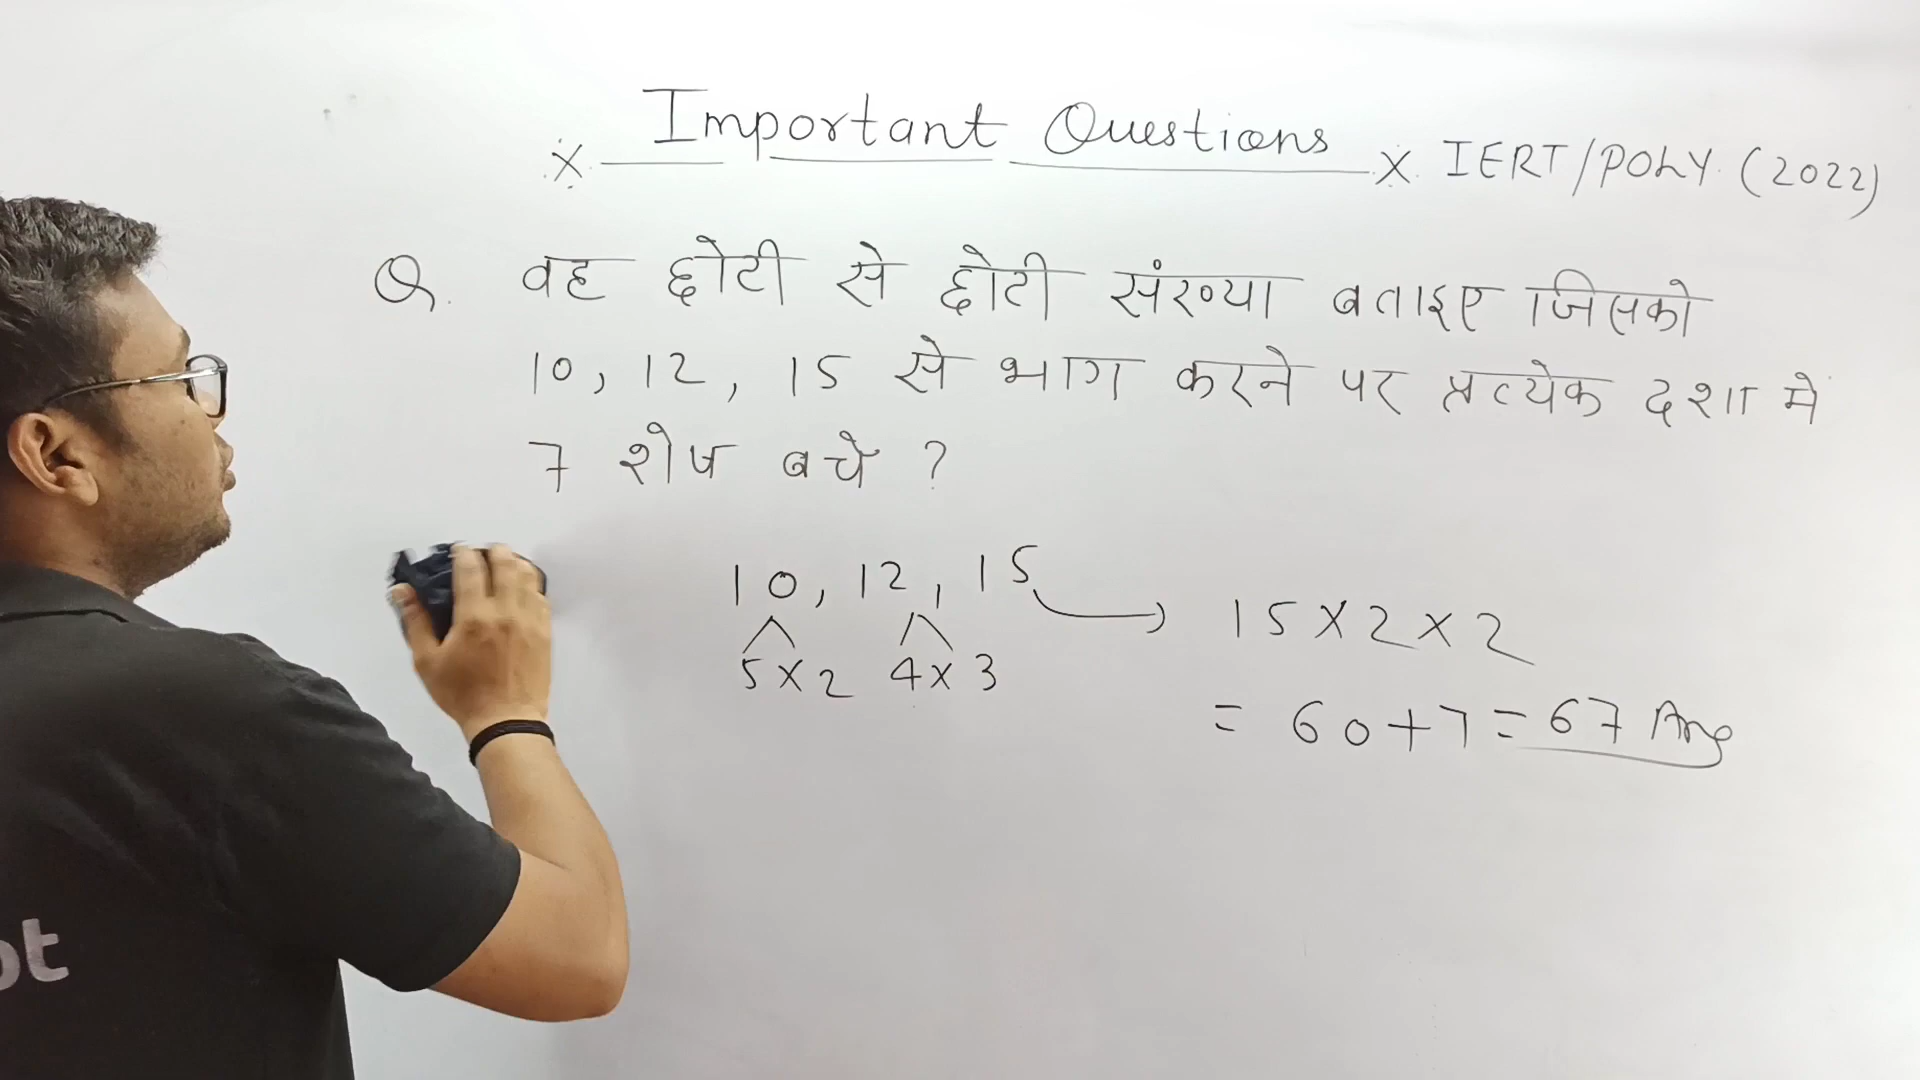 Important Questions
x x IERT/POLY (2022)
Q. वह छोटी से छोटी संख्या बताइए जिसको
10, 12, 15 से भाग करने पर प्रत्येक दशा मे
7 शेष बचे ?
10, 12, 15
15 x 2 x 2
5 x 2 4 x 3
= 60 + 7 = 67 Ans
ot